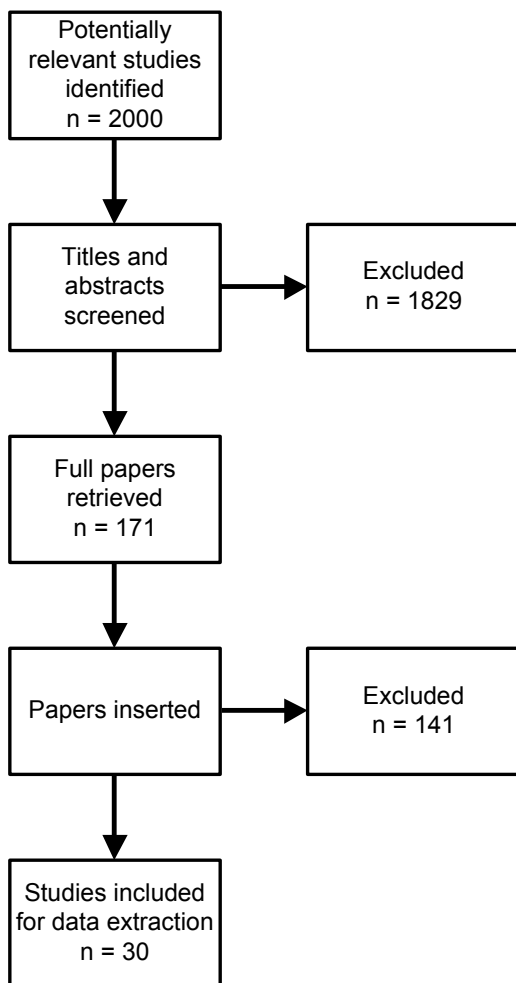 Potentially
relevant studies
identified
n = 2000
Titles and
abstracts
screened
Excluded
n = 1829
Full papers
retrieved
n = 171
Papers inserted
Excluded
n = 141
Studies included
for data extraction
n = 30